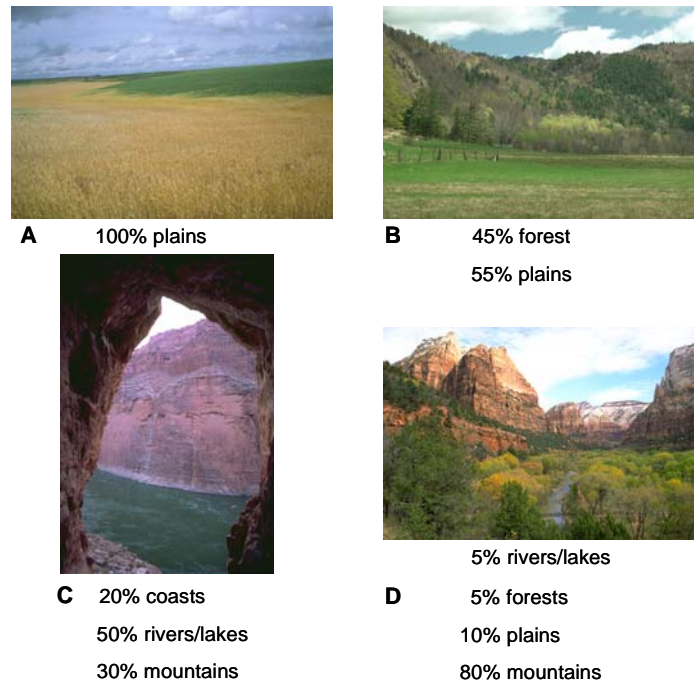 A 100% plains
B 45% forest
55% plains
C 20% coasts
50% rivers/lakes
30% mountains
5% rivers/lakes
D 5% forests
10% plains
80% mountains